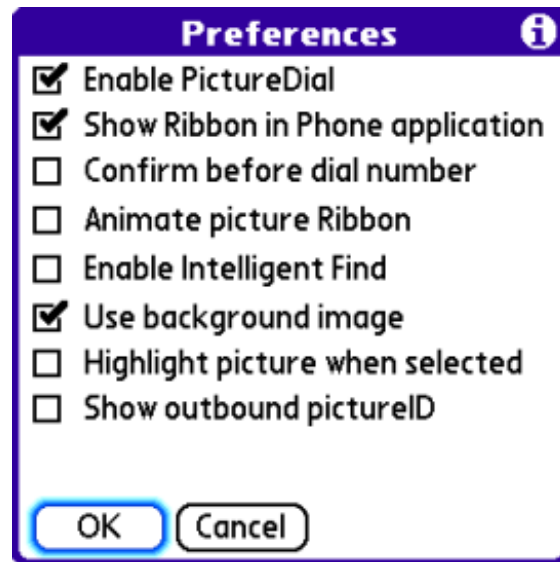 Preferences
Enable PictureDial
Show Ribbon in Phone application
Confirm before dial number
Animate picture Ribbon
Enable Intelligent Find
Use background image
Highlight picture when selected
Show outbound pictureID
OK Cancel